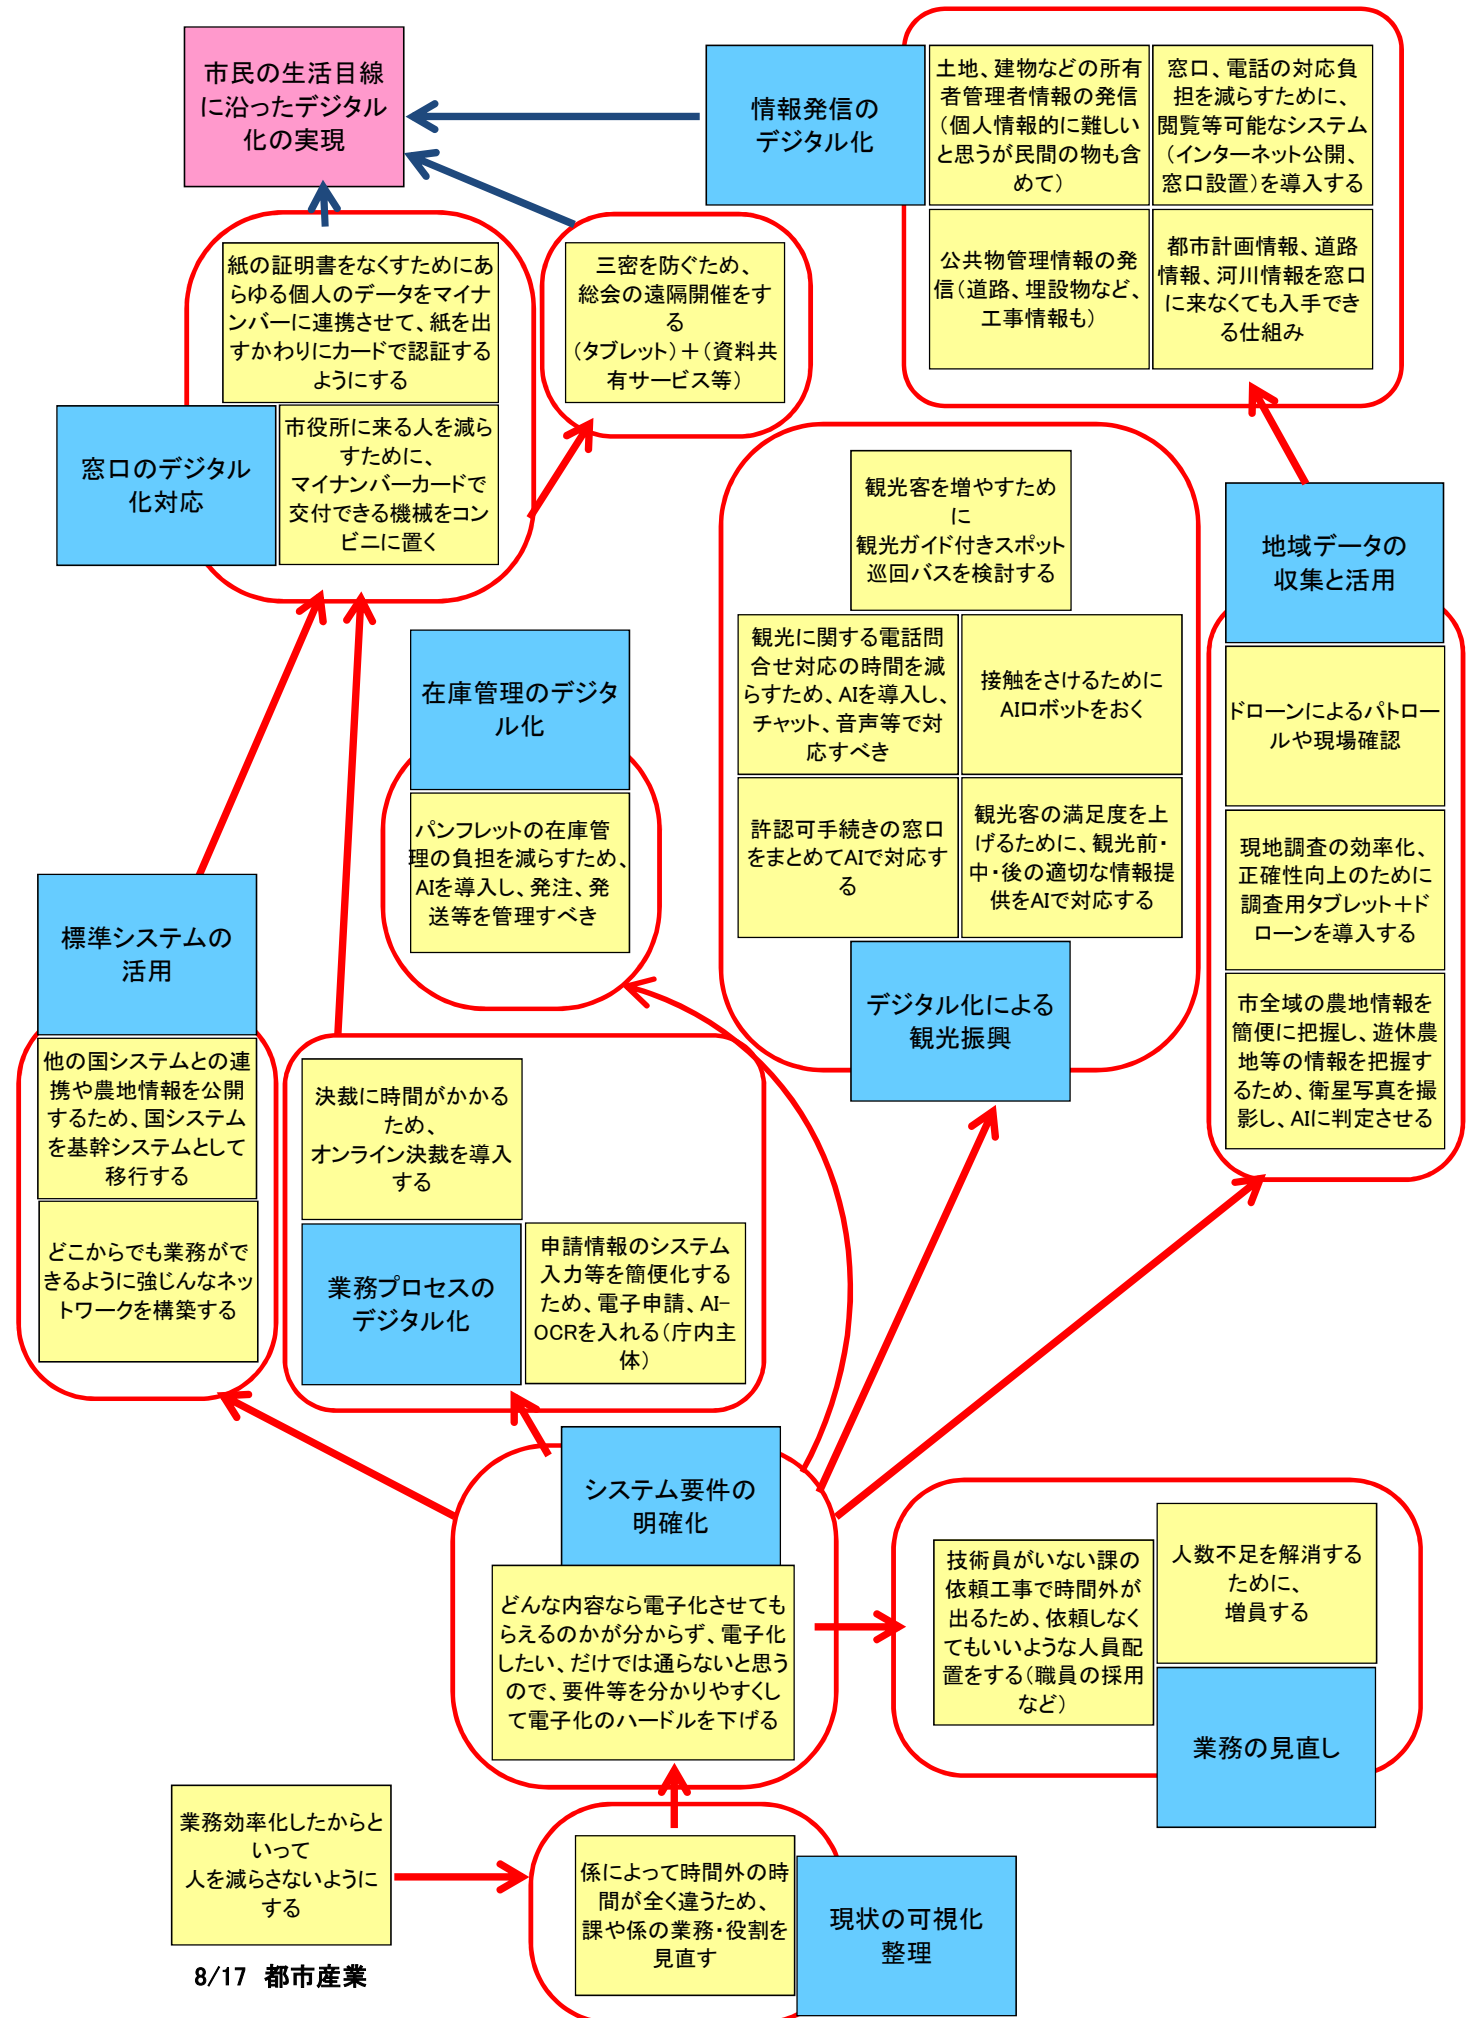 市民の生活目線
に沿ったデジタル
化の実現
情報発信の
デジタル化
土地、建物などの所有
者管理者情報の発信
（個人情報的に難しい
と思うが民間の物も含
めて）
窓口、電話の対応負
担を減らすために、
閲覧等可能なシステム
（インターネット公開、
窓口設置）を導入する
公共物管理情報の発
信（道路、埋設物など、
工事情報も）
都市計画情報、道路
情報、河川情報を窓口
に来なくても入手でき
る仕組み
紙の証明書をなくすためにあ
らゆる個人のデータをマイナ
ンバーに連携させて、紙を出
すかわりにカードで認証する
ようにする
三密を防ぐため、
総会の遠隔開催をす
る
（タブレット）＋（資料共
有サービス等）
窓口のデジタル
化対応
市役所に来る人を減ら
すために、
マイナンバーカードで
交付できる機械をコン
ビニに置く
観光客を増やすため
に
観光ガイド付きスポット
巡回バスを検討する
地域データの
収集と活用
在庫管理のデジタ
ル化
観光に関する電話問
合せ対応の時間を減
らすため、AIを導入し、
チャット、音声等で対
応すべき
接触をさけるために
AIロボットをおく
ドローンによるパトロー
ルや現場確認
パンフレットの在庫管
理の負担を減らすため、
AIを導入し、発注、発
送等を管理すべき
許認可手続きの窓口
をまとめてAIで対応す
る
観光客の満足度を上
げるために、観光前・
中・後の適切な情報提
供をAIで対応する
現地調査の効率化、
正確性向上のために
調査用タブレット＋ド
ローンを導入する
標準システムの
活用
デジタル化による
観光振興
市全域の農地情報を
簡便に把握し、遊休農
地等の情報を把握す
るため、衛星写真を撮
影し、AIに判定させる
他の国システムとの連
携や農地情報を公開
するため、国システム
を基幹システムとして
移行する
決裁に時間がかかる
ため、
オンライン決裁を導入
する
どこからでも業務がで
きるように強じんなネッ
トワークを構築する
業務プロセスの
デジタル化
申請情報のシステム
入力等を簡便化する
ため、電子申請、AI-
OCRを入れる（庁内主
体）
システム要件の
明確化
どんな内容なら電子化させても
らえるのかが分からず、電子化
したい、だけでは通らないと思う
ので、要件等を分かりやすくし
て電子化のハードルを下げる
技術員がいない課の
依頼工事で時間外が
出るため、依頼しなく
てもいいような人員配
置をする（職員の採用
など）
人数不足を解消する
ために、
増員する
業務の見直し
業務効率化したからと
いって
人を減らさないように
する
係によって時間外の時
間が全く違うため、
課や係の業務・役割を
見直す
現状の可視化
整理
8/17 都市産業